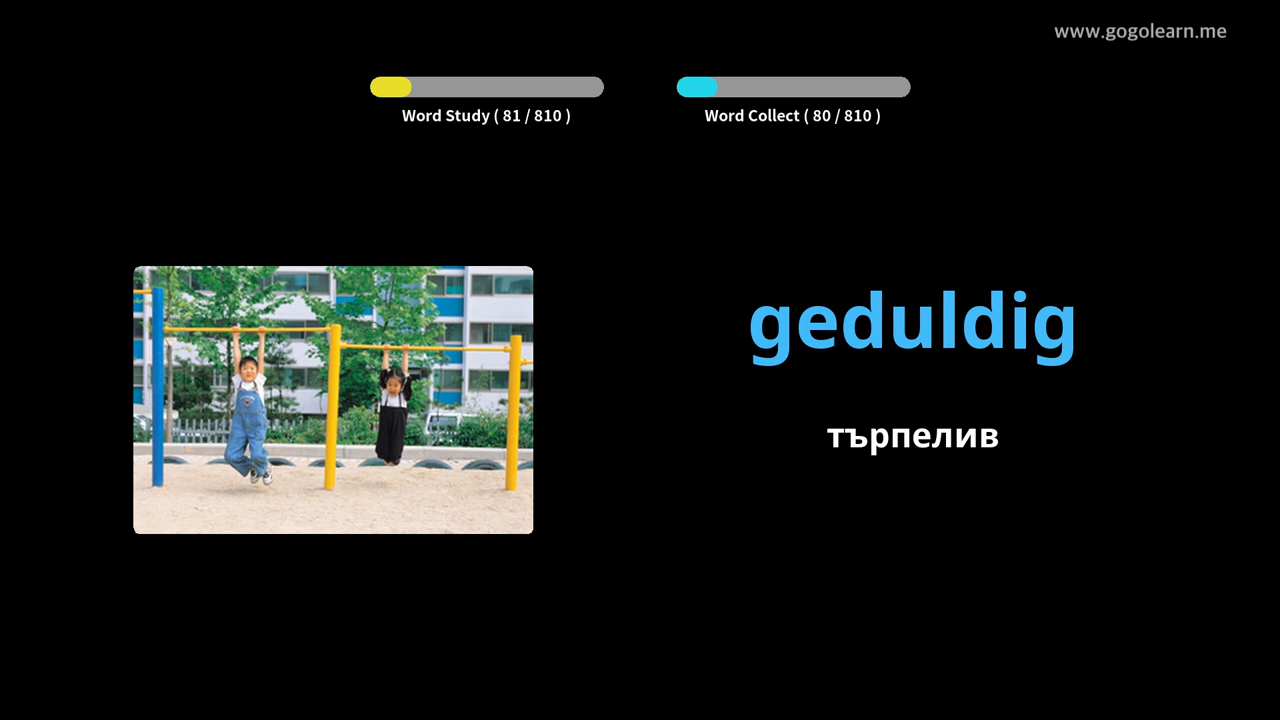 www.gogolearn.me
Word Study ( 81 / 810 )
Word Collect ( 80 / 810 )
geduldig
търпелив